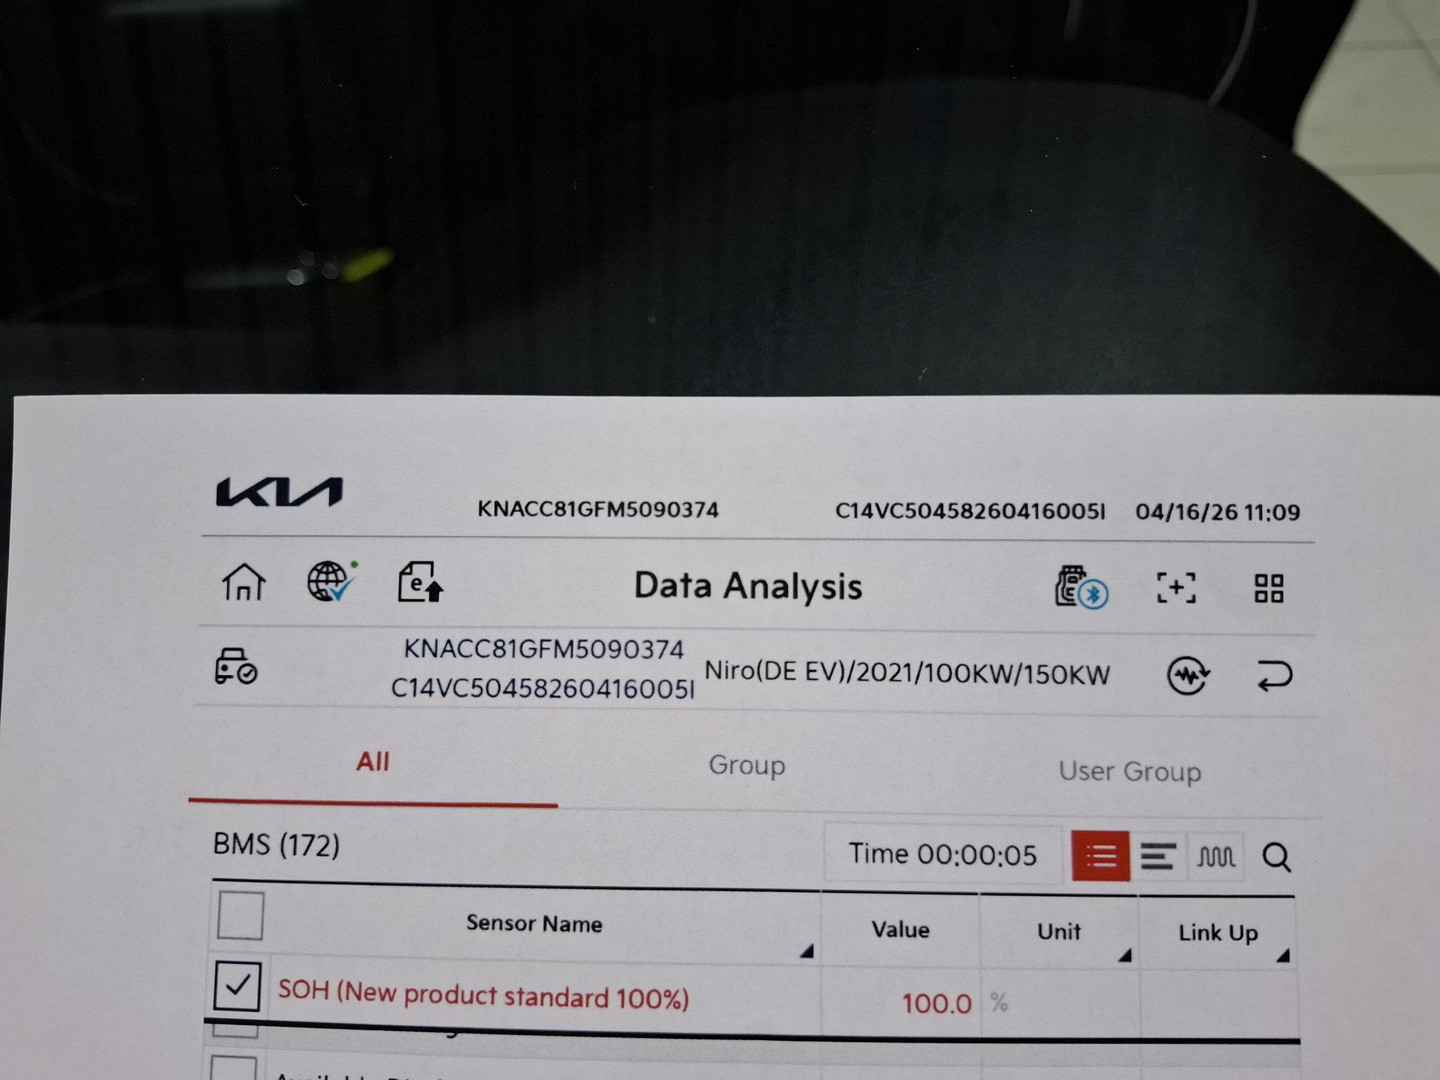 KIA KNACC81GFM5090374 C14VC50458260416005I 04/16/26 11:09
Data Analysis
KNACC81GFM5090374
C14VC50458260416005I
Niro(DE EV)/2021/100KW/150KW
All Group User Group
BMS (172) Time 00:00:05
Sensor Name Value Unit Link Up
SOH (New product standard 100%) 100.0 %